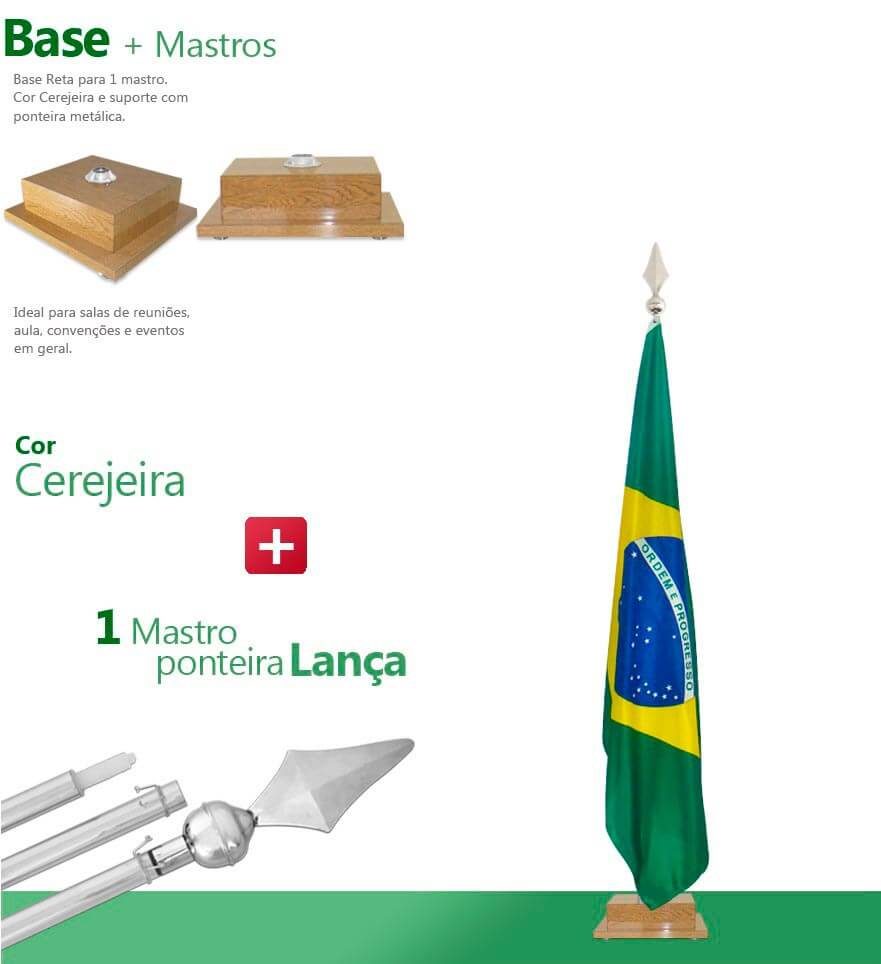 Base + Mastros
Base Reta para 1 mastro.
Cor Cerejeira e suporte com
ponteira metálica.
Ideal para salas de reuniões,
aula, convenções e eventos
em geral.
Cor
Cerejeira
1 Mastro
ponteira Lança
ORDEM E PROGRESSO